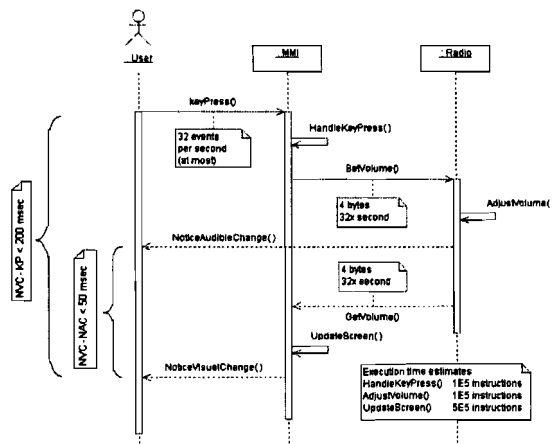 : User
: MMI
: Radio
keyPress()
HandleKeyPress()
32 events
per second
(at most)
SetVolume()
4 bytes
32x second
AdjustVolume(
NoticeAudibleChange()
4 bytes
32x second
GetVolume()
UpdateScreen()
NoticeVisualChange()
NVC-KP < 200 msec
NVC-NAC < 50 msec
Execution time estimates
HandleKeyPress() 1E5 instructions
AdjustVolume() 1E5 instructions
UpdateScreen() 5E5 instructions